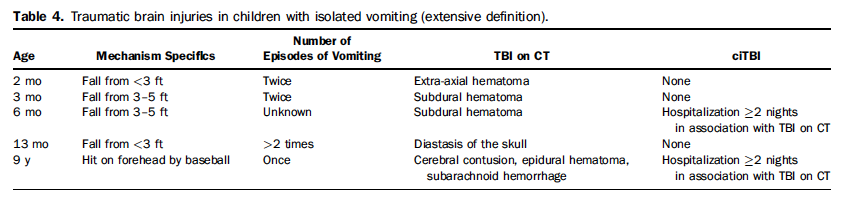 Table 4. Traumatic brain injuries in children with isolated vomiting (extensive definition).
Age Mechanism Specifics Number of Episodes of Vomiting TBI on CT ciTBI
2 mo Fall from <3 ft Twice Extra-axial hematoma None
3 mo Fall from 3–5 ft Twice Subdural hematoma None
6 mo Fall from 3–5 ft Unknown Subdural hematoma Hospitalization ≥2 nights
in association with TBI on CT
13 mo Fall from <3 ft >2 times Diastasis of the skull None
9 y Hit on forehead by baseball Once Cerebral contusion, epidural hematoma, Hospitalization ≥2 nights
subarachnoid hemorrhage in association with TBI on CT